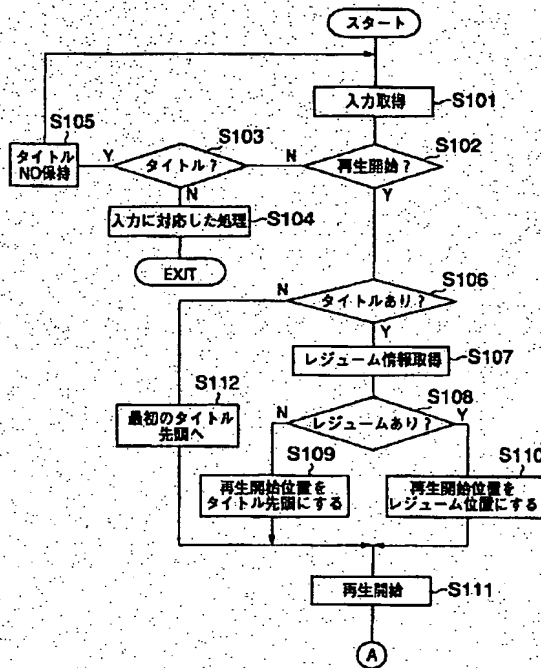 スタート
入力取得
S101
S102
再生開始？
N
Y
S103
タイトル？
Y
N
S105
タイトル
NO保持
入力に対応した処理
S104
EXIT
S106
タイトルあり？
N
Y
レジューム情報取得
S107
S108
レジュームあり？
N
Y
S112
最初のタイトル
先頭へ
S109
再生開始位置を
タイトル先頭にする
S110
再生開始位置を
レジューム位置にする
再生開始
S111
A